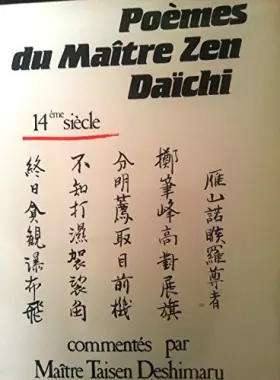 Poèmes
du Maître Zen
Daïchi
14ème siècle
雁山諾睺羅尊者
擲筆峰高對展旗
分明薦取目前機
不知打濕袈裟角
終日貪觀瀑布飛
commentés par
Maître Taisen Deshimaru